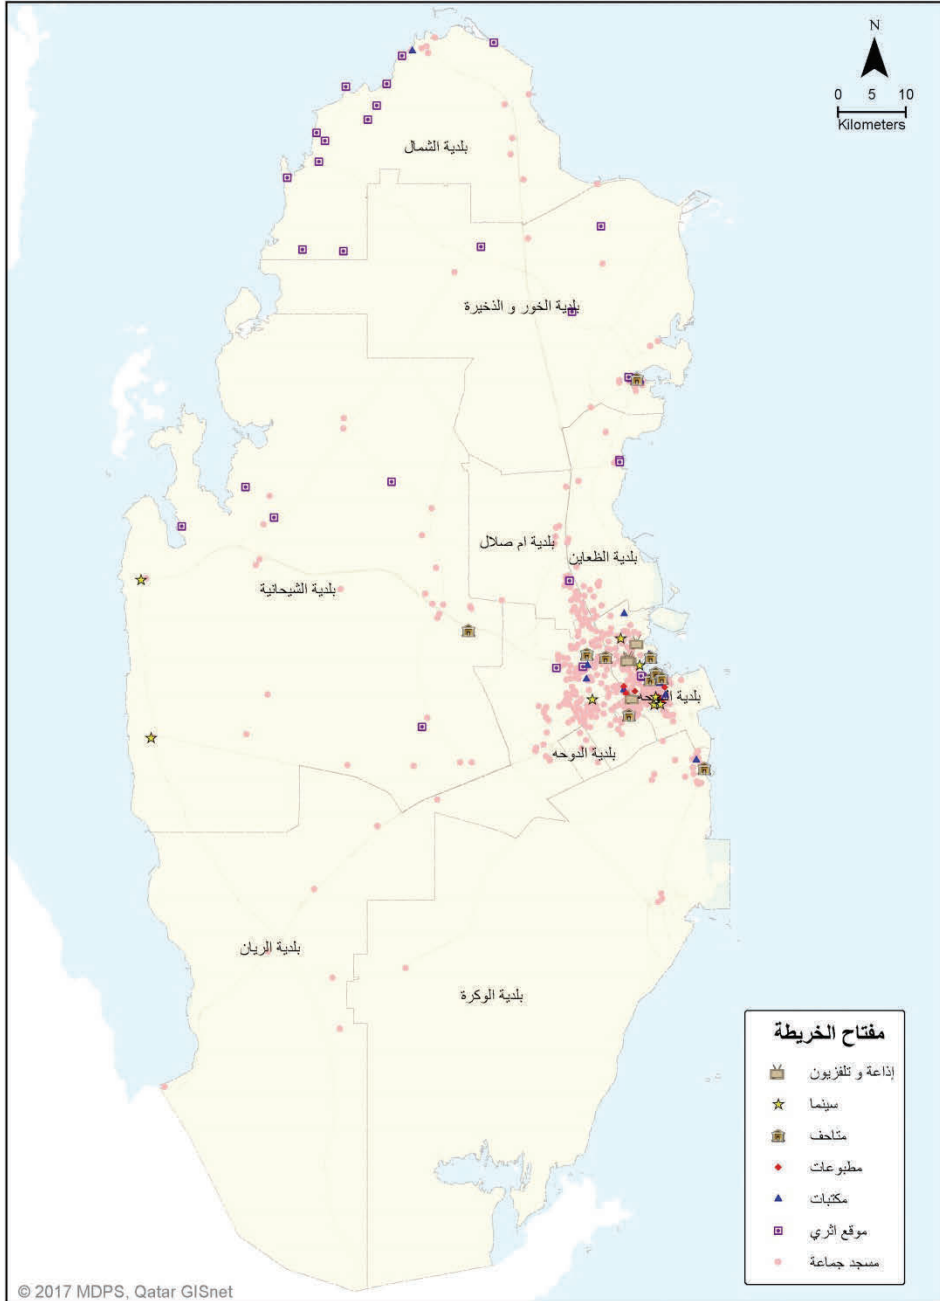 N
0 5 10
Kilometers
بلدية الشمال
بلدية الخور و الذخيرة
بلدية ام صلال
بلدية الظعاين
بلدية الشيحانية
بلدية
بلدية الدوحه
بلدية الريان
بلدية الوكرة
مفتاح الخريطة
إذاعة و تلفزيون
سينما
متاحف
مطبوعات
مكتبات
موقع اثري
مسجد جماعة
© 2017 MDPS, Qatar GISnet